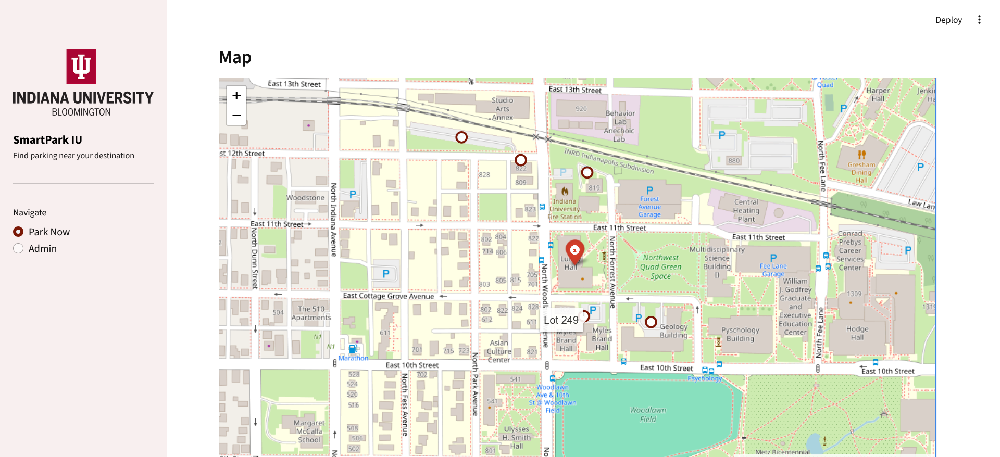 Deploy
INDIANA UNIVERSITY
BLOOMINGTON
SmartPark IU
Find parking near your destination
Navigate
Park Now
Admin
Map
+
−
East 13th Street
East 13th Street
@ Foster
Quad
Harper
Hall
Studio
Arts
Annex
920
Behavior
Lab
Anechoic
Lab
P
P
P
880
Gresham
Dining
Hall
INRD Indianapolis Subdivision
st 12th Street
822
828
809
P
819
Indiana
University
Fire Station
P
Forest
Avenue
Garage
Central
Heating
Plant
Law Lan
North Fee Lane
Woodstone
P
North Indiana Avenue
823
East 11th Street
East 11th Street
East 11th Street
North Dunn Street
802
804
822
714
806
705
701
803
805
815
P
Hall
North Forrest Avenue
Northwest
Quad Green
Space
Multidisciplinary
Science
Building
II
P
Fee Lane
Garage
Conrad
Prebys
Career
Services
Center
P
William
J. Godfrey
Graduate
and
Executive
Education
Center
1309
East Cottage Grove Avenue
504
The 510
Apartments
802
822
824
828
612
611
Lot 249
P
P
Myles
Brand
Hall
Myles
Brand
Hall
Geology
Building
Pyschology
Building
Hodge
Hall
North Fee Lane
N1
N1
611
Marathon
701
715
723
Asian
Culture
Center
821
East 10th Street
East 10th Street
East 10th Street
Psychology
528
524
520
516
508
506
502
702
North Fess Avenue
North Park Avenue
541
541
Woodlawn
Ave & 10th
St @ Woodlawn
Field
Woodlawn
Field
Margaret
McCalla
School
Ulysses
H. Smith
Hall
801
No
No
Metz Bicentennial